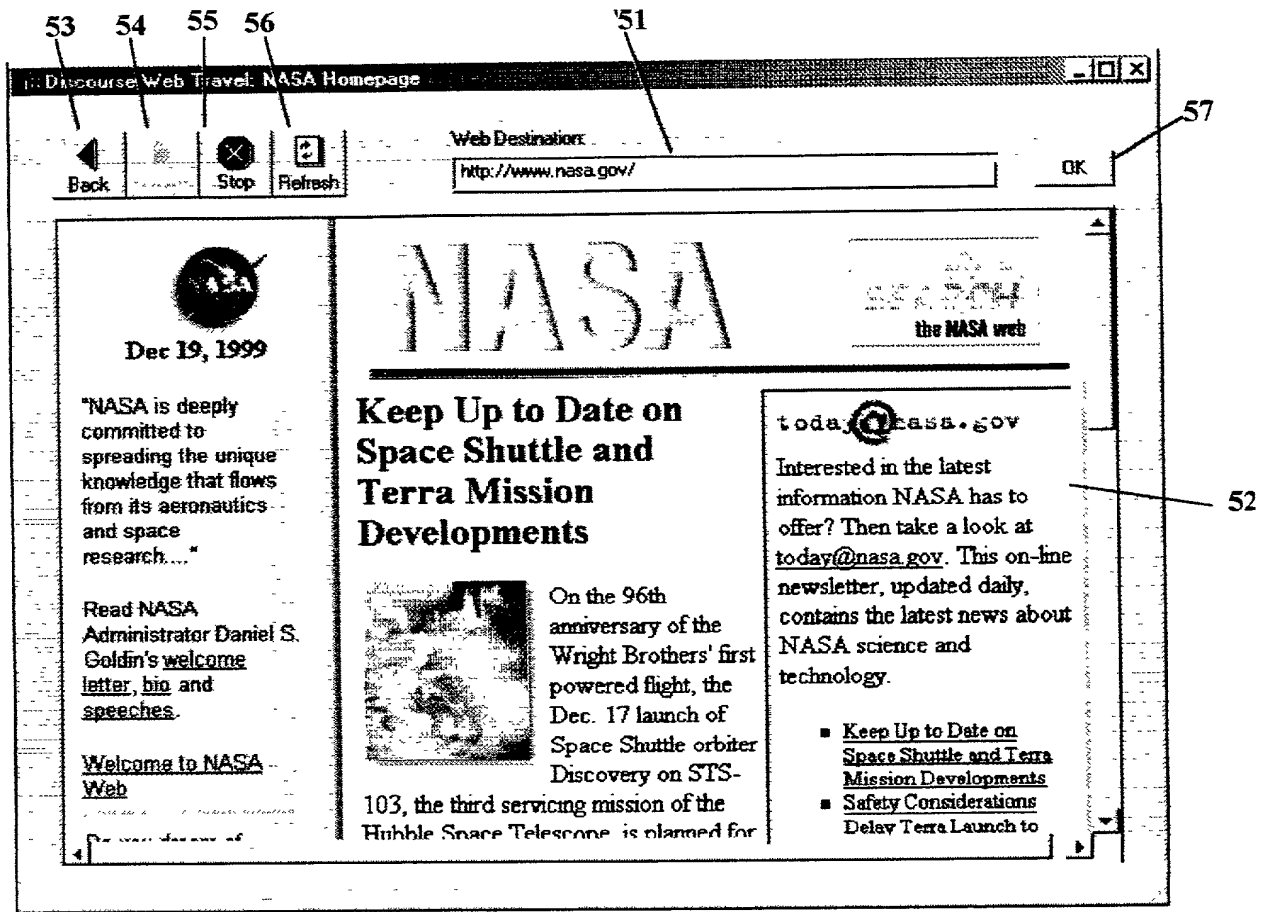 53 54 55 56 51
Discourse Web Travel: NASA Homepage
57
Web Destination:
http://www.nasa.gov/
OK
Back
Stop
Refresh
NASA
Dec 19, 1999
"NASA is deeply
committed to
spreading the unique
knowledge that flows
from its aeronautics
and space
research...."
Read NASA
Administrator Daniel S.
Goldin's welcome
letter, bio and
speeches.
Welcome to NASA
Web
Do you dream of
NASA
SEARCH
the NASA web
Keep Up to Date on
Space Shuttle and
Terra Mission
Developments
On the 96th
anniversary of the
Wright Brothers' first
powered flight, the
Dec. 17 launch of
Space Shuttle orbiter
Discovery on STS-
103, the third servicing mission of the
Hubble Space Telescope, is planned for
today@nasa.gov
Interested in the latest
information NASA has to
offer? Then take a look at
today@nasa.gov. This on-line
newsletter, updated daily,
contains the latest news about
NASA science and
technology.
52
Keep Up to Date on
Space Shuttle and Terra
Mission Developments
Safety Considerations
Delay Terra Launch to